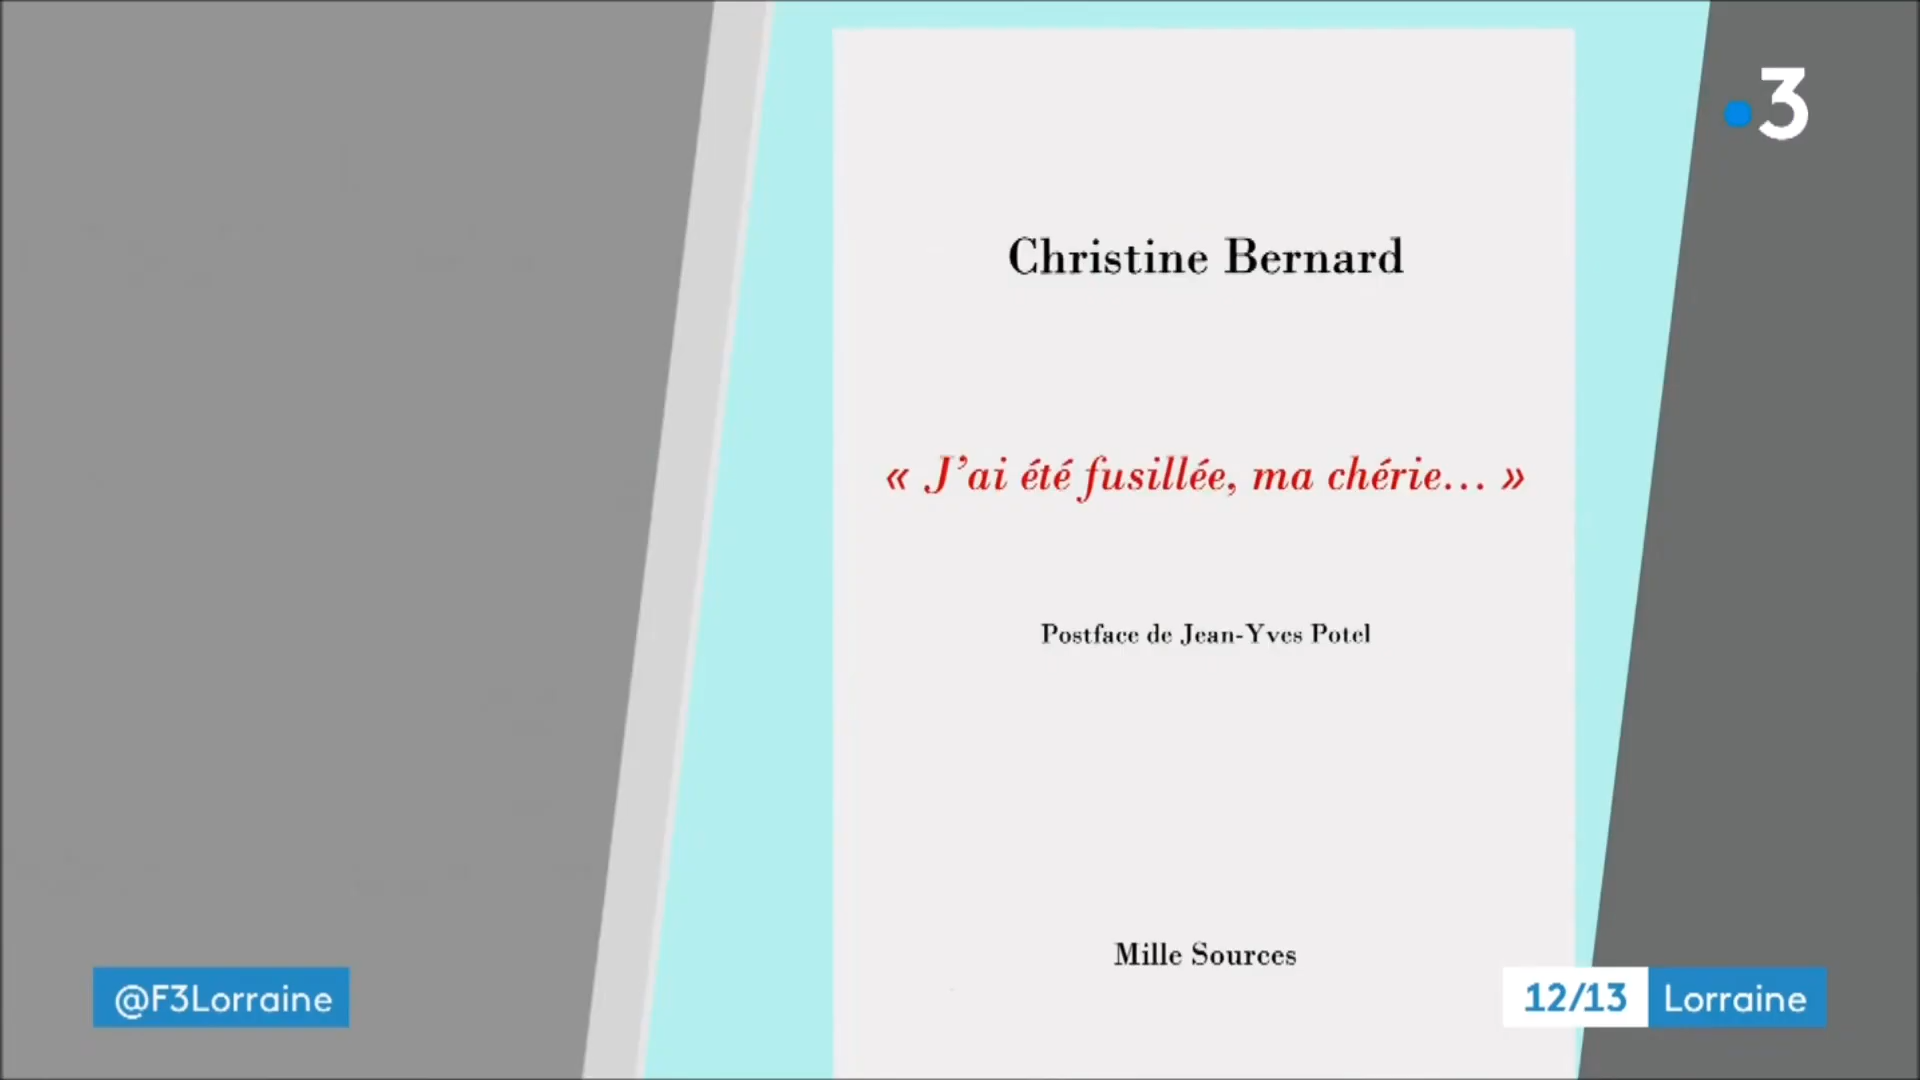 3
Christine Bernard
« J’ai été fusillée, ma chérie... »
Postface de Jean-Yves Potel
Mille Sources
@F3Lorraine
12/13 Lorraine